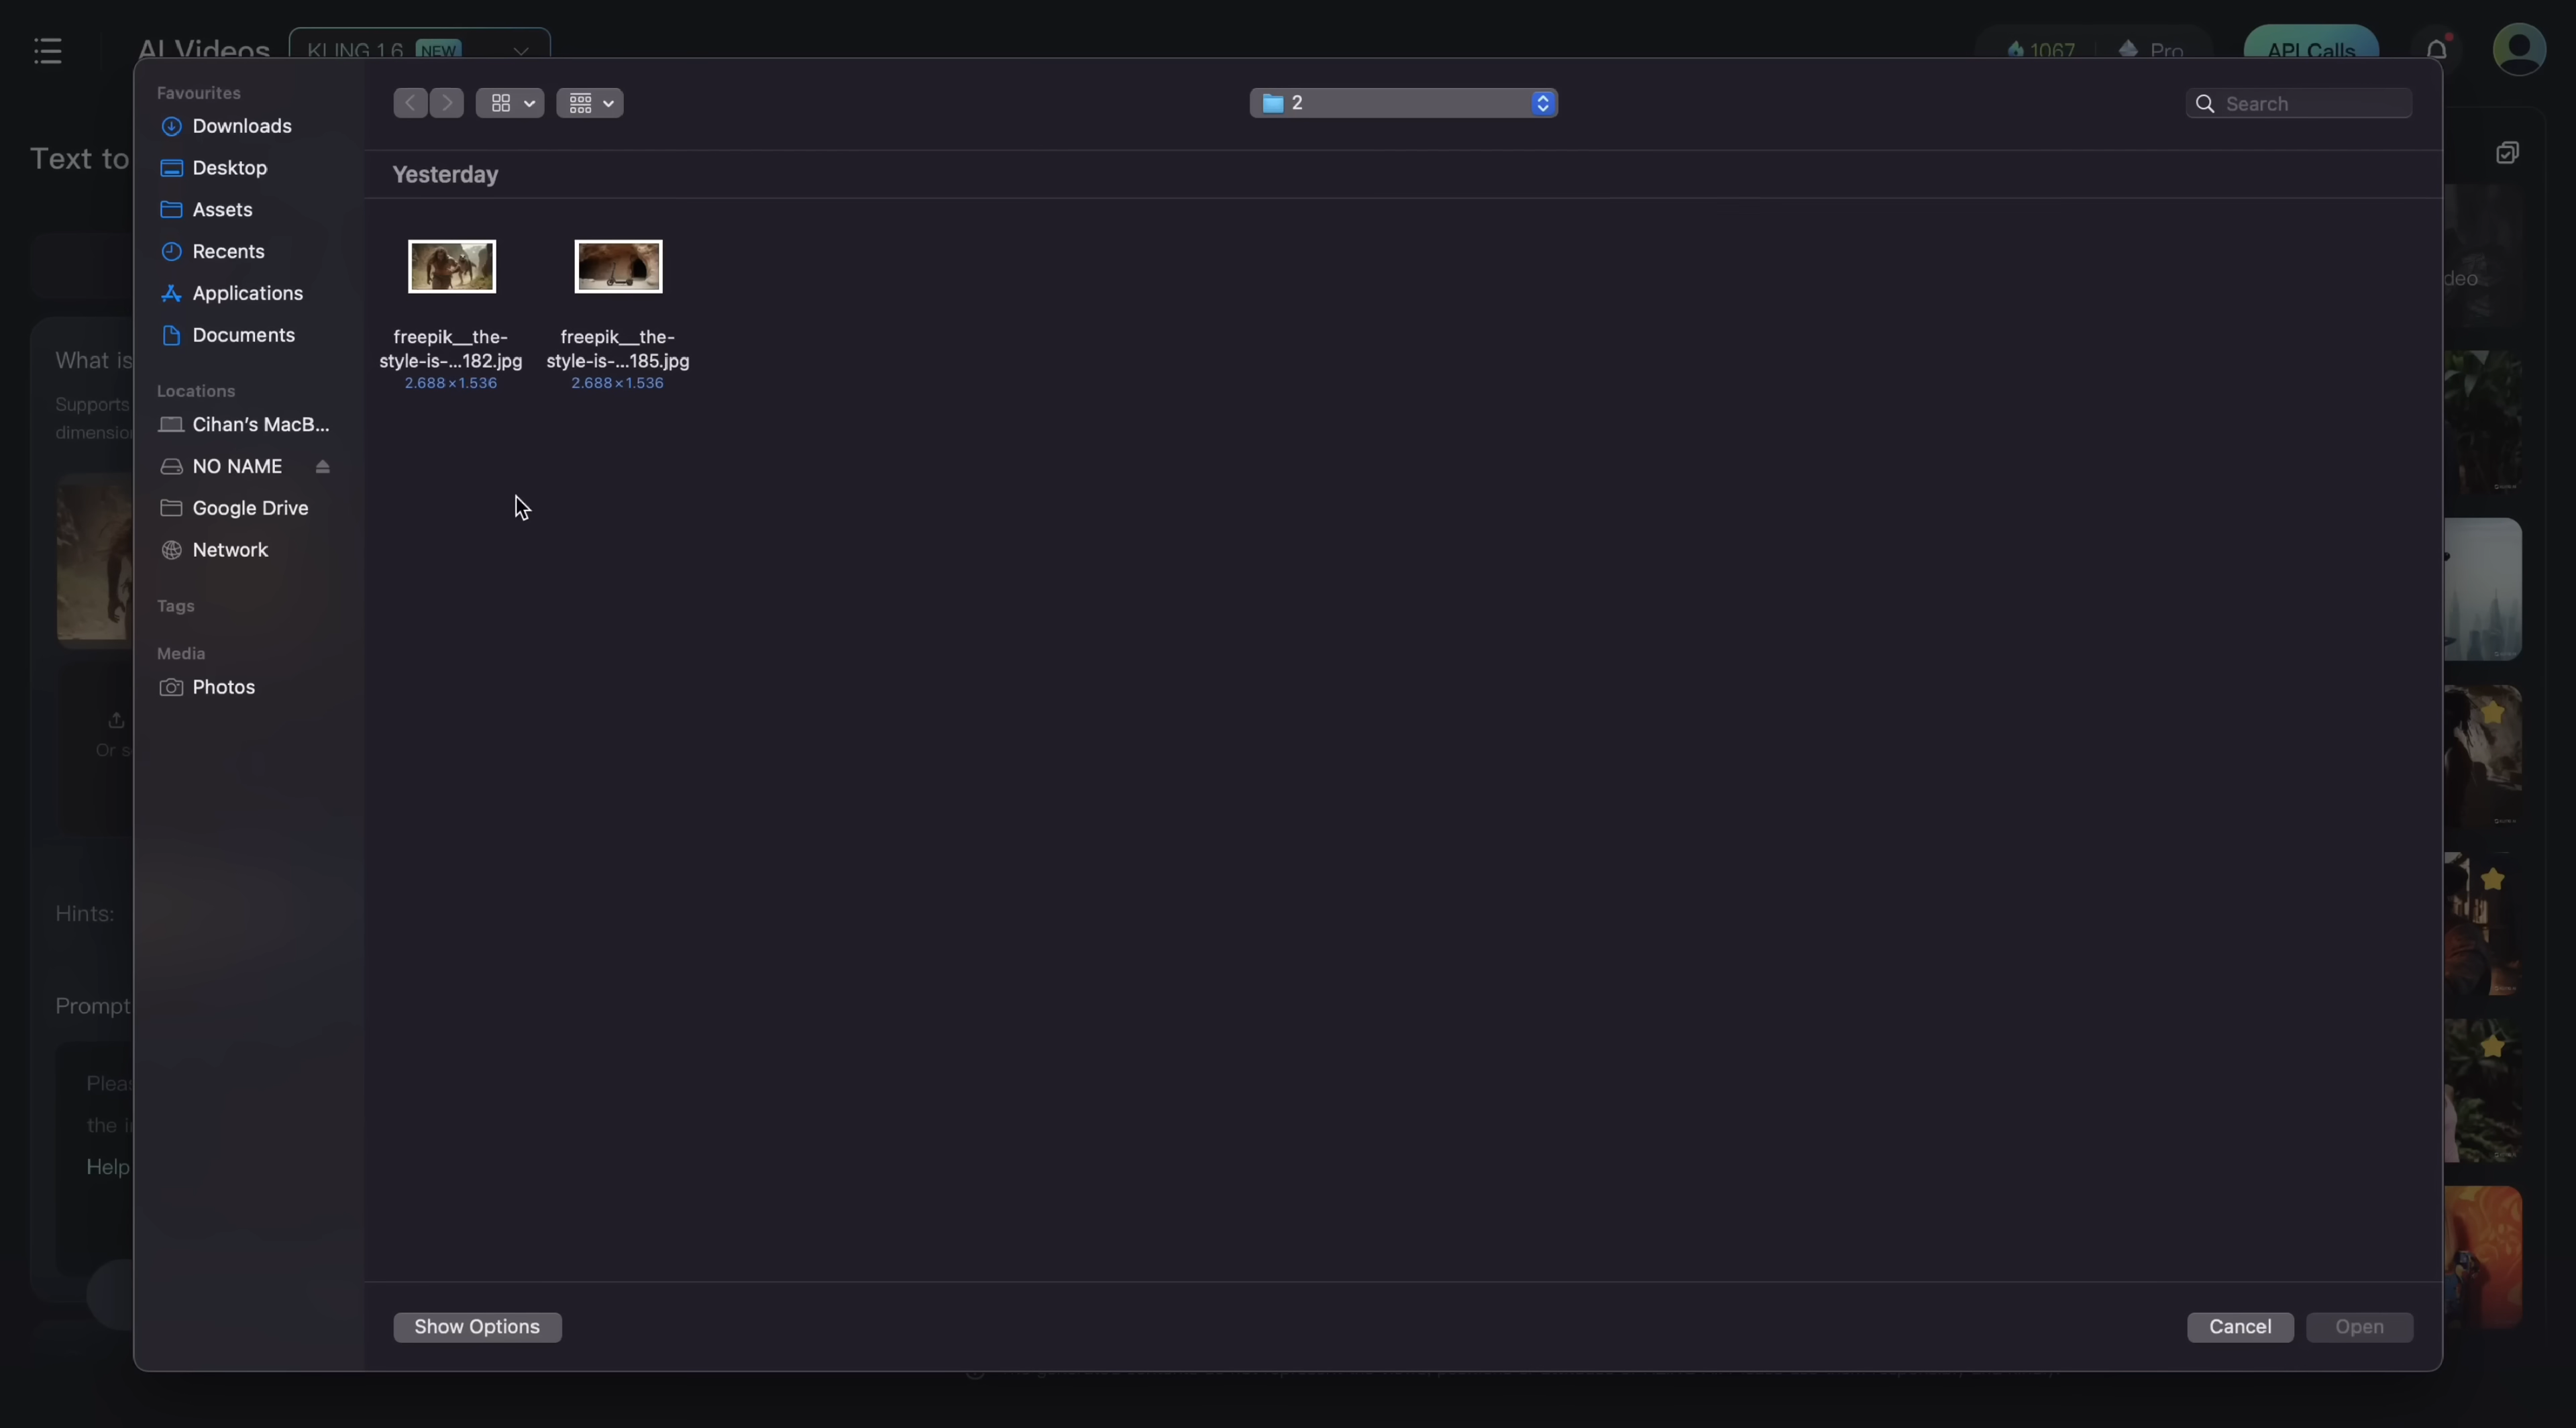 AI Videos
KLING 1.6 NEW
1067
Pro
API Calls
Text to
What is
Supports
Or
Hints:
Prompt
the
Help
Favourites
Downloads
Desktop
Assets
Recents
Applications
Documents
Locations
Cihan's MacB...
NO NAME
Google Drive
Network
Tags
Media
Photos
2
Search
Yesterday
freepik__the-
style-is-...182.jpg
2.688×1.536
freepik__the-
style-is-...185.jpg
2.688×1.536
Show Options
Cancel
Open